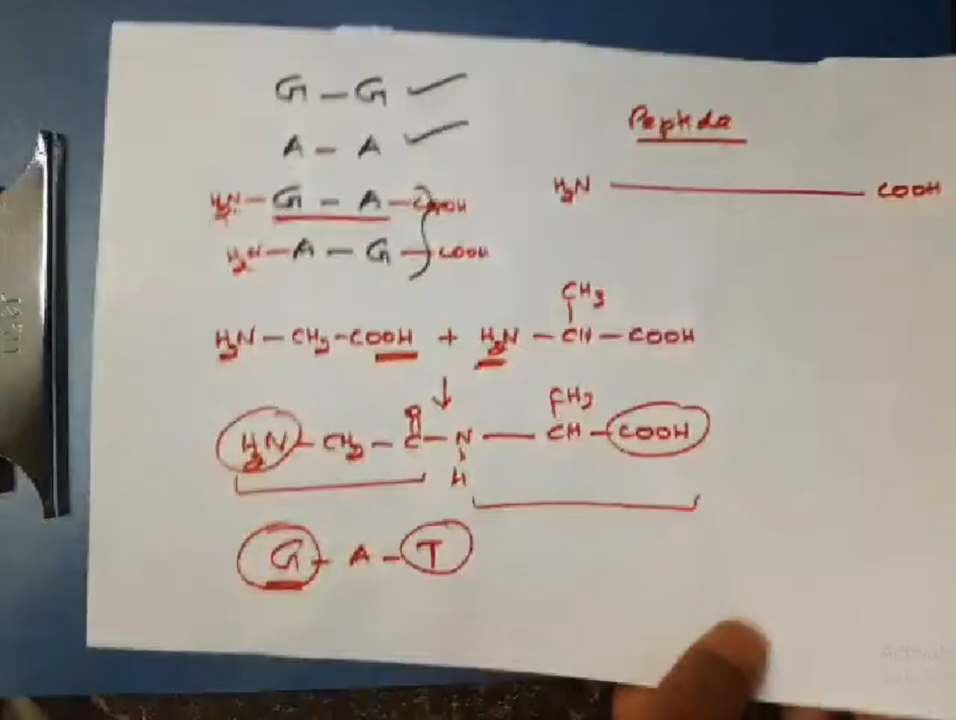 G - G ✓
A - A ✓
H₂N - G - A - COOH
H₂N - A - G - COOH
Peptide
H₂N ——— COOH
CH₃
H₂N - CH₂ - COOH + H₂N - CH - COOH
↓
O CH₃
H₂N - CH₂ - C - N — CH - COOH
H
G - A - T